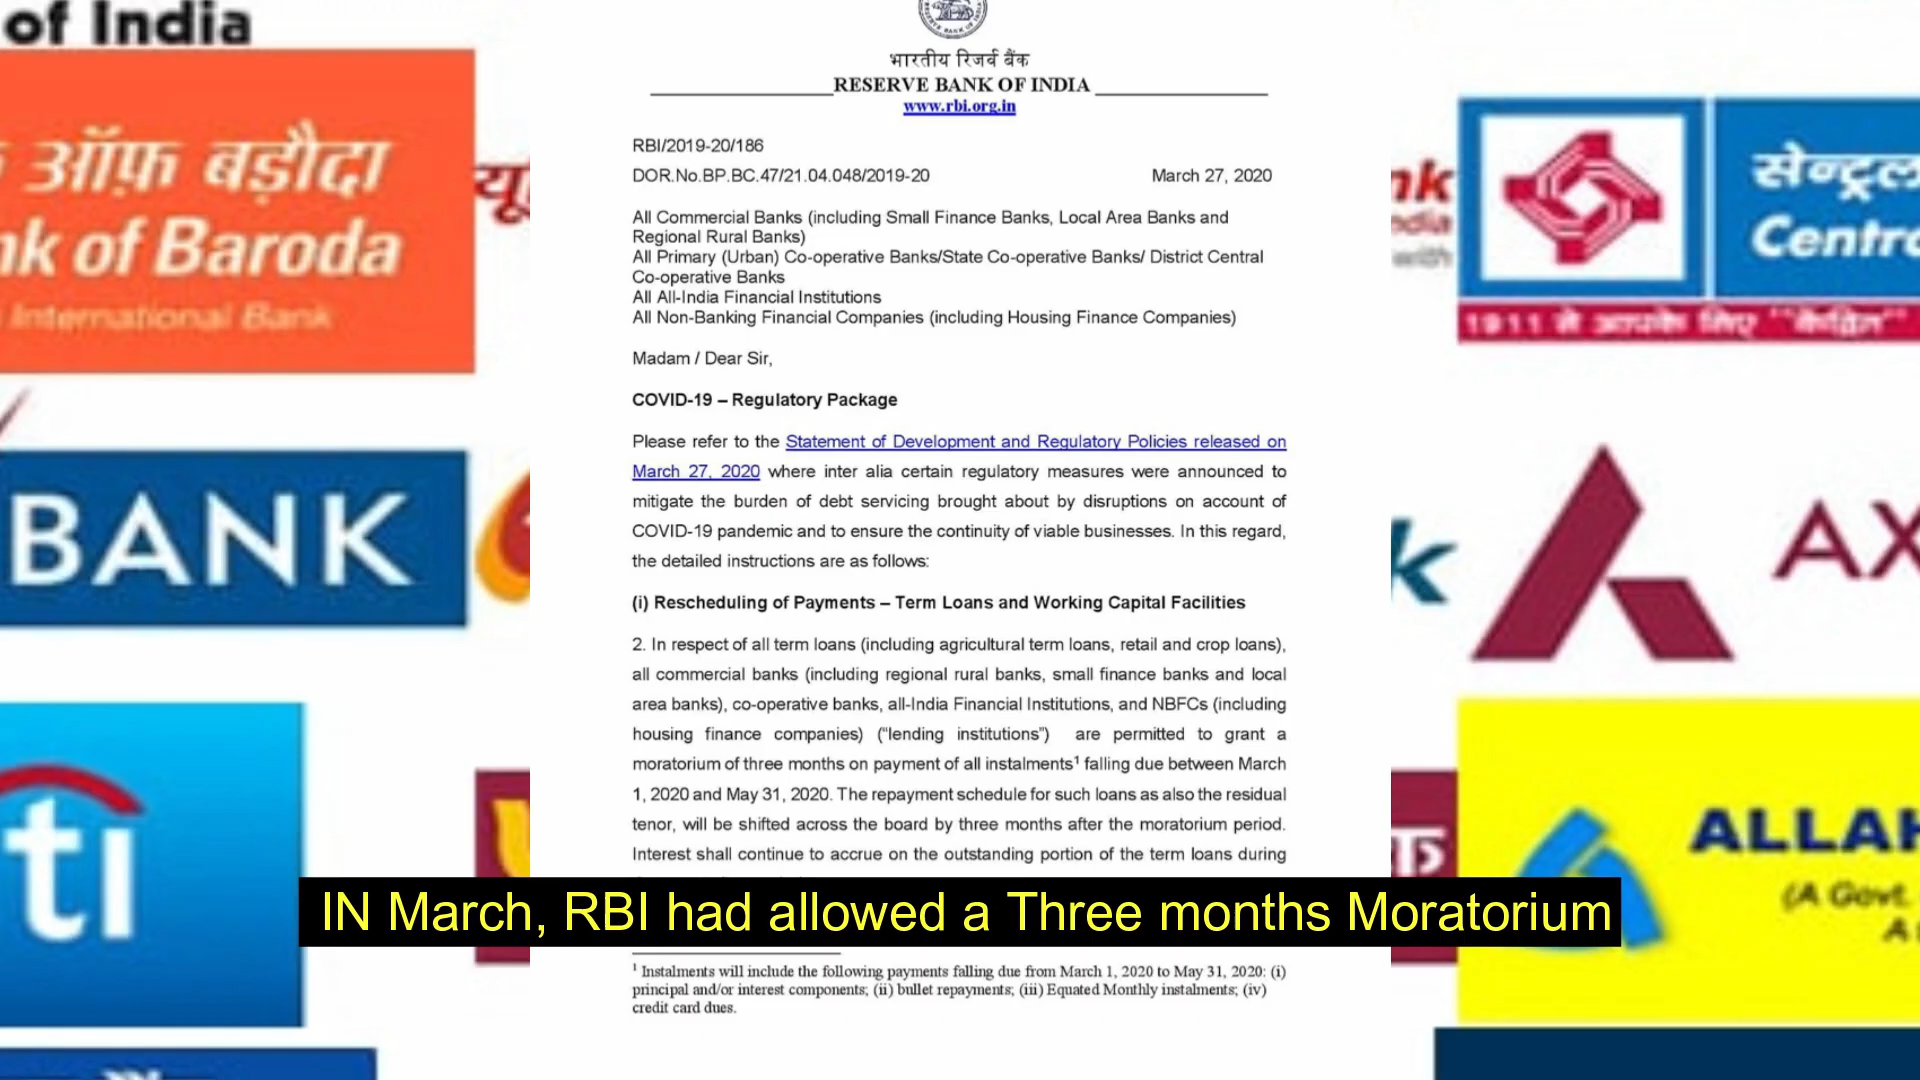 of India
ऑफ़ बड़ौदा
nk of Baroda
International Bank
BANK
ti
भारतीय रिजर्व बैंक
RESERVE BANK OF INDIA
www.rbi.org.in
RBI/2019-20/186
DOR.No.BP.BC.47/21.04.048/2019-20 March 27, 2020
All Commercial Banks (including Small Finance Banks, Local Area Banks and
Regional Rural Banks)
All Primary (Urban) Co-operative Banks/State Co-operative Banks/ District Central
Co-operative Banks
All All-India Financial Institutions
All Non-Banking Financial Companies (including Housing Finance Companies)
Madam / Dear Sir,
COVID-19 – Regulatory Package
Please refer to the Statement of Development and Regulatory Policies released on
March 27, 2020 where inter alia certain regulatory measures were announced to
mitigate the burden of debt servicing brought about by disruptions on account of
COVID-19 pandemic and to ensure the continuity of viable businesses. In this regard,
the detailed instructions are as follows:
(i) Rescheduling of Payments – Term Loans and Working Capital Facilities
2. In respect of all term loans (including agricultural term loans, retail and crop loans),
all commercial banks (including regional rural banks, small finance banks and local
area banks), co-operative banks, all-India Financial Institutions, and NBFCs (including
housing finance companies) (“lending institutions”) are permitted to grant a
moratorium of three months on payment of all instalments¹ falling due between March
1, 2020 and May 31, 2020. The repayment schedule for such loans as also the residual
tenor, will be shifted across the board by three months after the moratorium period.
Interest shall continue to accrue on the outstanding portion of the term loans during
IN March, RBI had allowed a Three months Moratorium
¹ Instalments will include the following payments falling due from March 1, 2020 to May 31, 2020: (i)
principal and/or interest components; (ii) bullet repayments; (iii) Equated Monthly instalments; (iv)
credit card dues.
nk
dia
with
सेन्ट्रल
Centra
1911 से आपके लिए "केंद्रित"
k
AX
क
ALLAH
(A Govt.
A